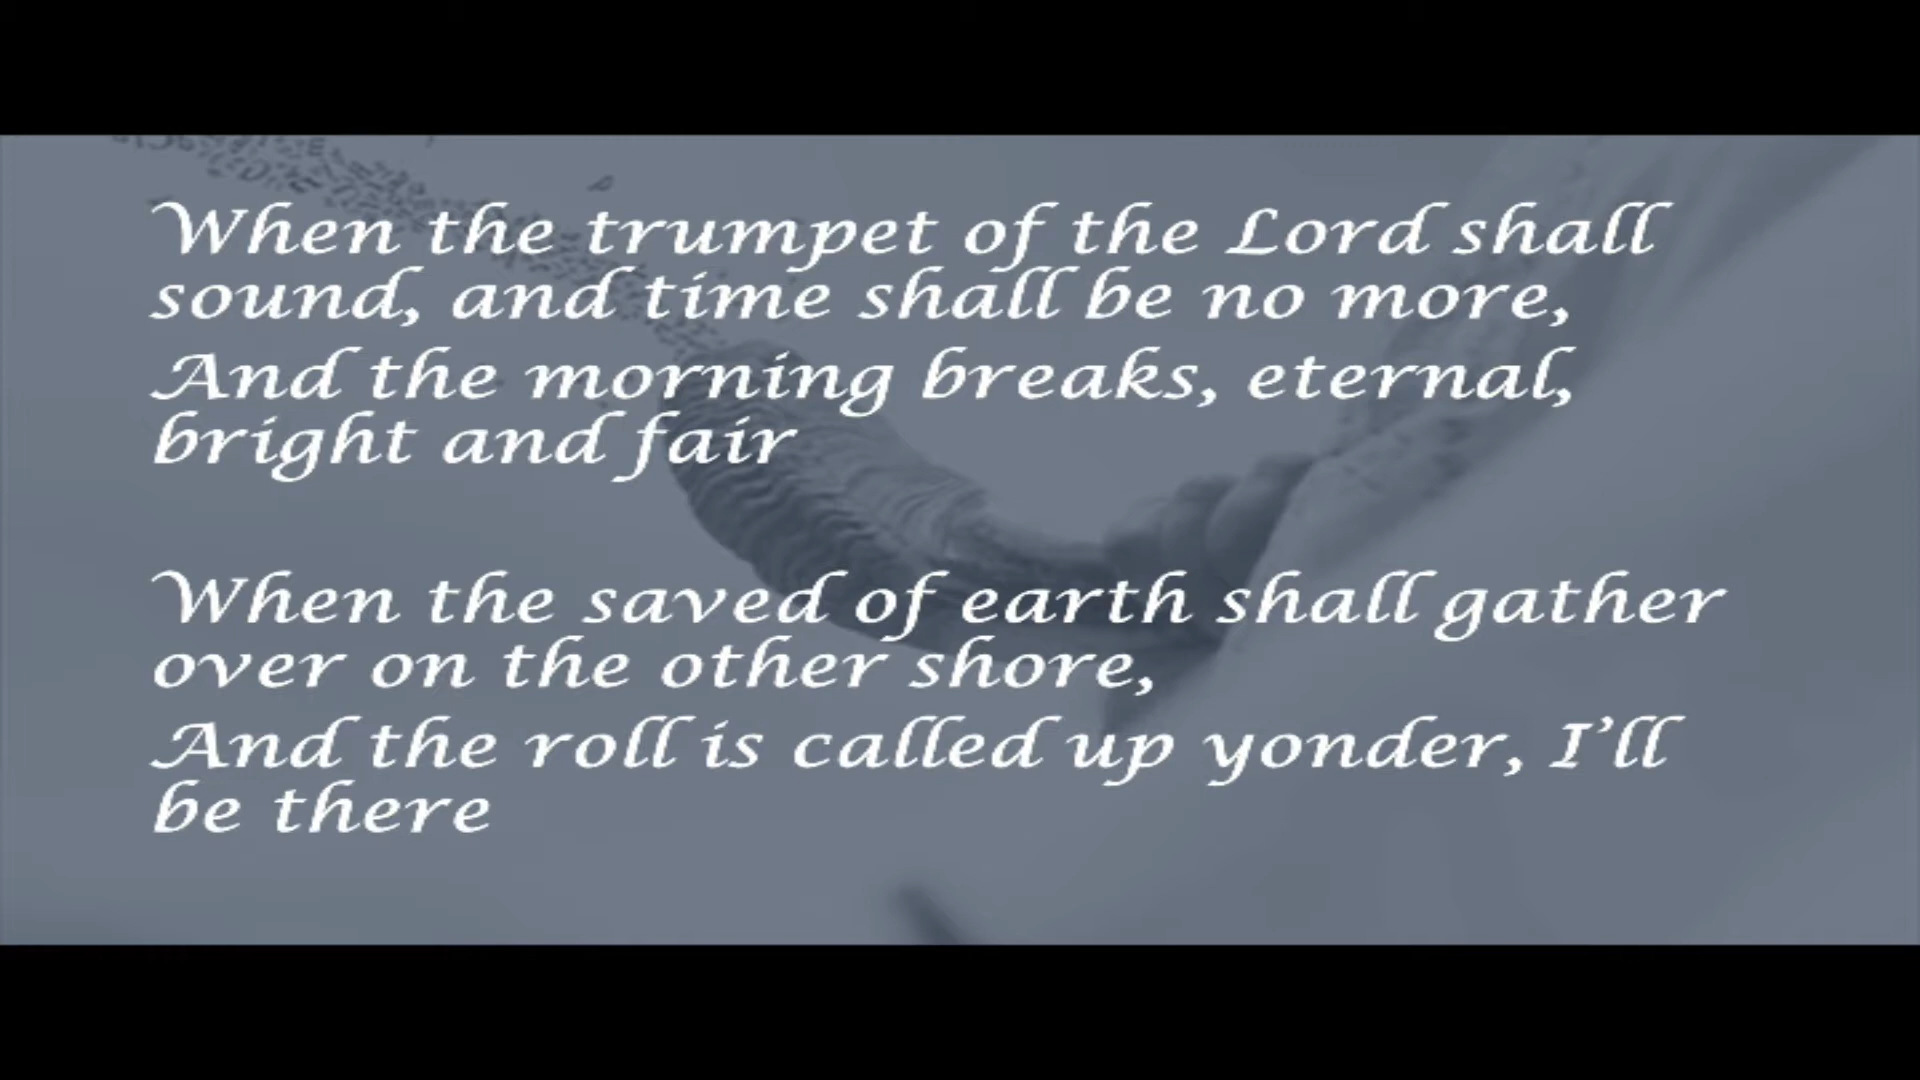 When the trumpet of the Lord shall
sound, and time shall be no more,
And the morning breaks, eternal,
bright and fair
When the saved of earth shall gather
over on the other shore,
And the roll is called up yonder, I’ll
be there